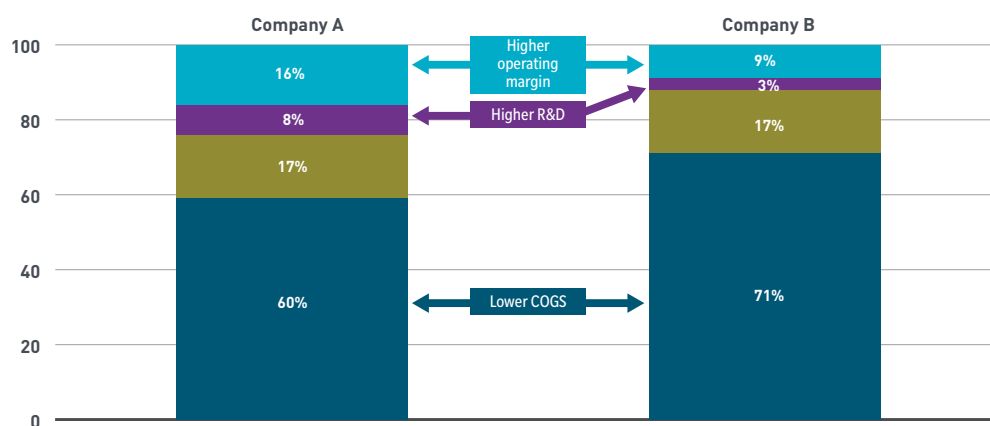 Company A
Company B
100
80
60
40
20
0
16%
8%
17%
60%
Higher
operating
margin
Higher R&D
Lower COGS
9%
3%
17%
71%